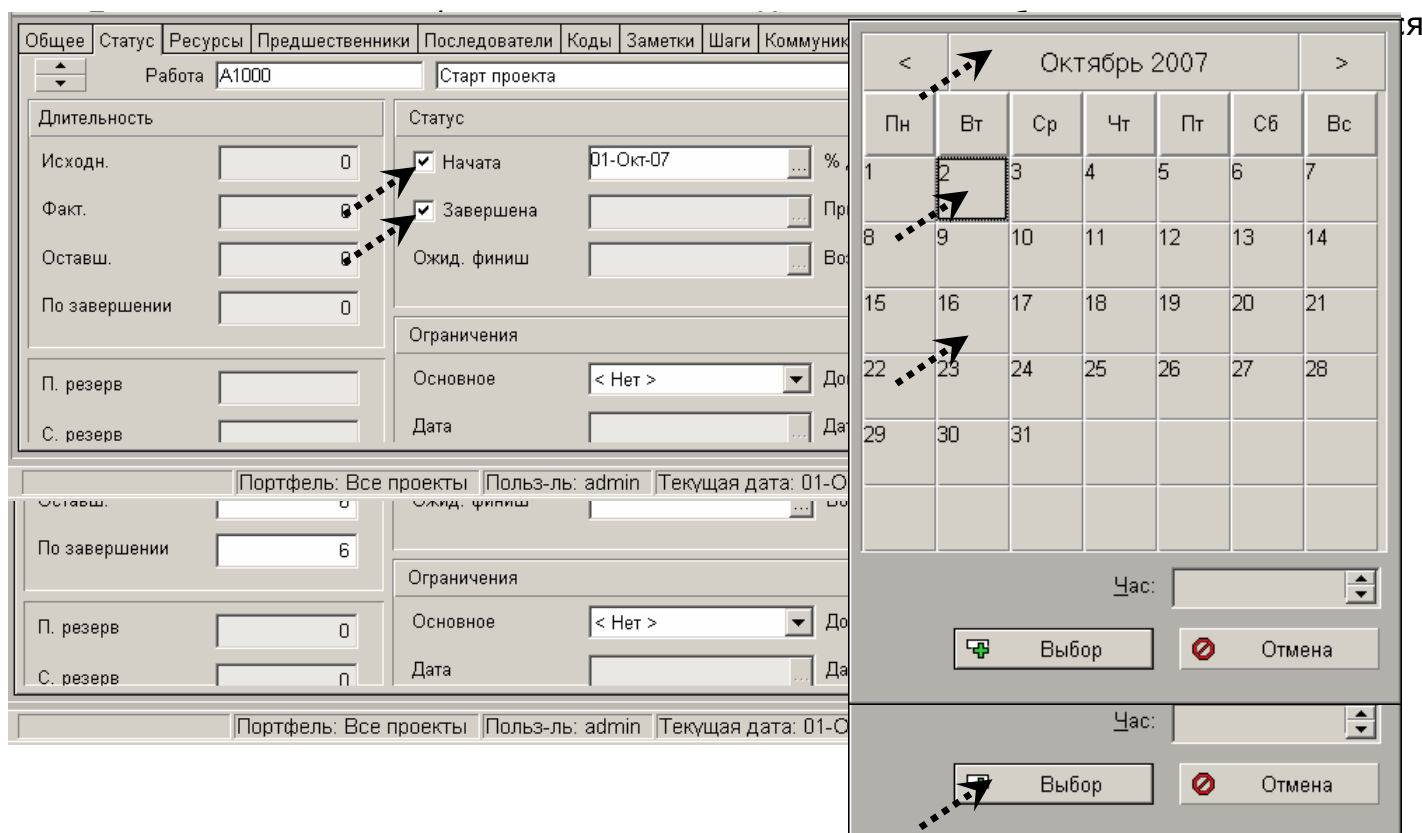 ся
Общее Статус Ресурсы Предшественники Последователи Коды Заметки Шаги Коммуник
Работа A1000 Старт проекта
Длительность Статус
Исходн. 0 Начата 01-Окт-07 ... %
Факт. 0 Завершена ...
Оставш. 0 Ожид. финиш ...
По завершении 0
Ограничения
П. резерв Основное < Нет >
С. резерв Дата ...
Портфель: Все проекты Польз-ль: admin Текущая дата: 01-О
Оставш. Ожид. финиш ...
По завершении 6
Ограничения
П. резерв 0 Основное < Нет > До
С. резерв 0 Дата ... Да
Портфель: Все проекты Польз-ль: admin Текущая дата: 01-О
< Октябрь 2007 >
Пн Вт Ср Чт Пт Сб Вс
1 2 3 4 5 6 7
8 9 10 11 12 13 14
15 16 17 18 19 20 21
22 23 24 25 26 27 28
29 30 31
Час:
Выбор Отмена
Час:
Выбор Отмена